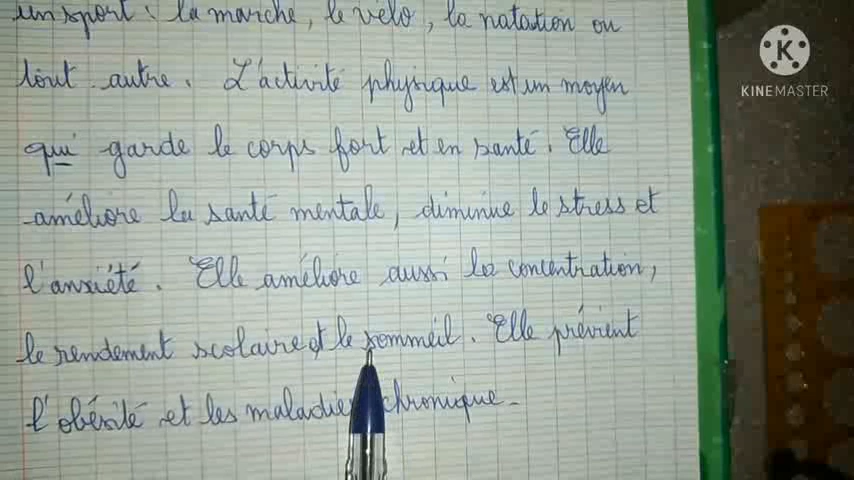 un sport : la marche, le vélo, la natation ou
tout autre. L'activité physique est un moyen
qui garde le corps fort et en santé. Elle
améliore la santé mentale, diminue le stress et
l'anxiété. Elle améliore aussi la concentration,
le rendement scolaire et le sommeil. Elle prévient
l'obésité et les maladies chronique.
KINEMASTER